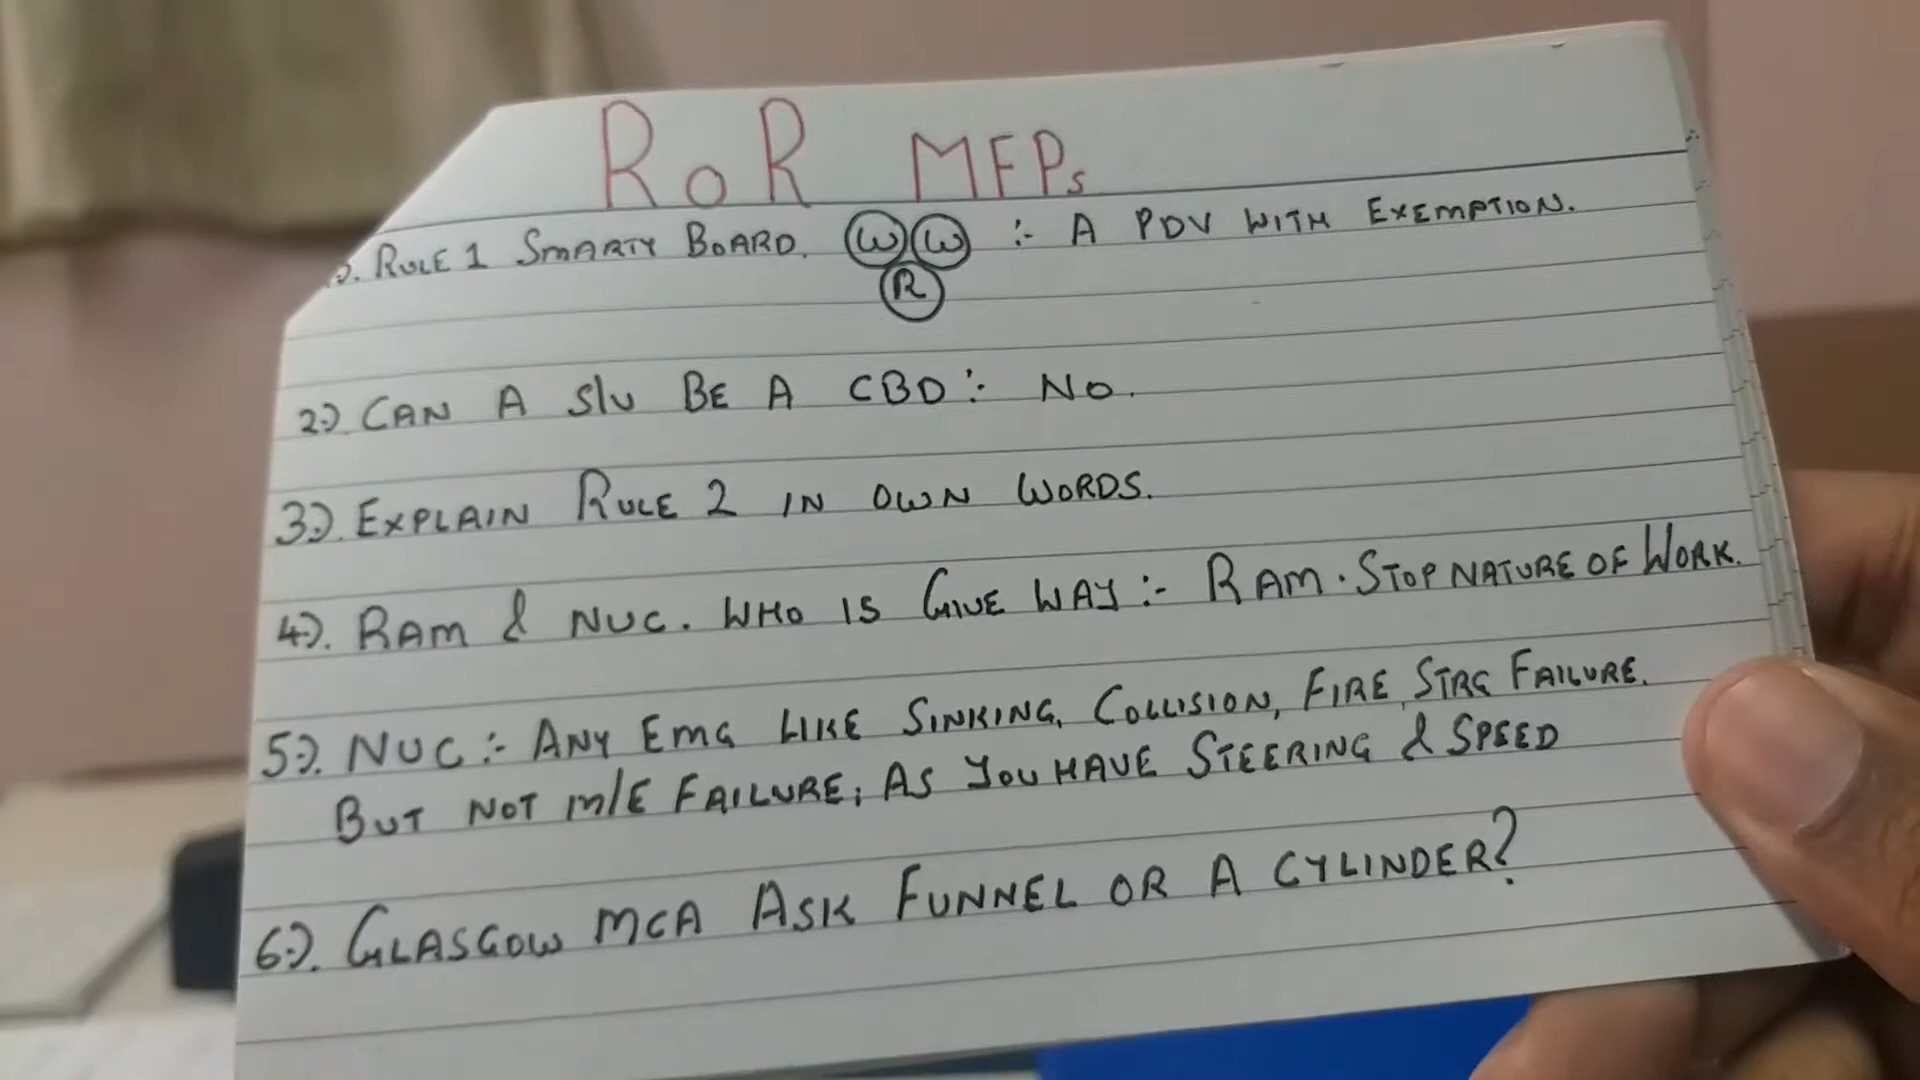 RoR MFPs
). RULE 1 SMARTY BOARD. W W :- A PDV WITH EXEMPTION.
R
2:) CAN A S/V BE A CBD :- NO.
3:). EXPLAIN RULE 2 IN OWN WORDS.
4:). RAM & NUC. WHO IS GIVE WAY :- RAM. STOP NATURE OF WORK.
5:). NUC :- ANY EMG LIKE SINKING, COLLISION, FIRE, STRG FAILURE.
BUT NOT M/E FAILURE; AS YOU HAVE STEERING & SPEED
6:). GLASGOW MCA ASK FUNNEL OR A CYLINDER?